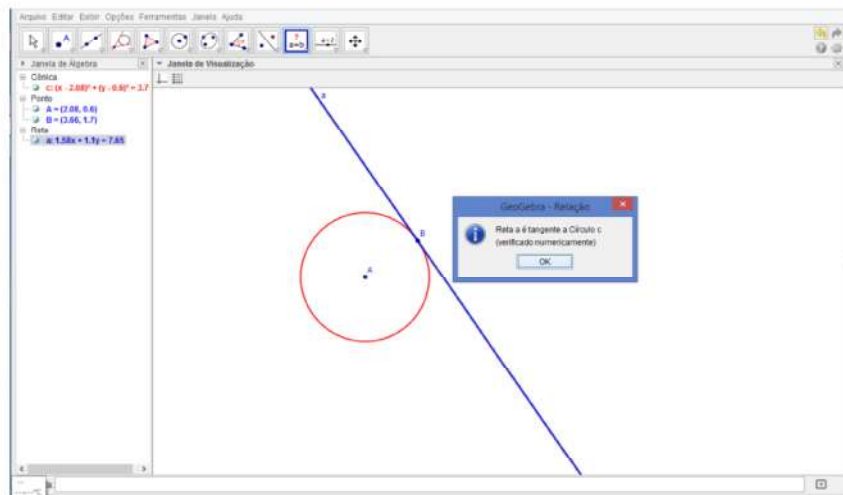 Arquivo Editar Exibir Opções Ferramentas Janela Ajuda
A
? a=b
a=2
Janela de Álgebra
Janela de Visualização
Cônica
c: (x - 2.08)² + (y - 0.6)² = 3.7
Ponto
A = (2.08, 0.6)
B = (3.66, 1.7)
Reta
a: 1.58x + 1.1y = 7.65
a
B
A
GeoGebra - Relação
Reta a é tangente a Círculo c
(verificado numericamente)
OK